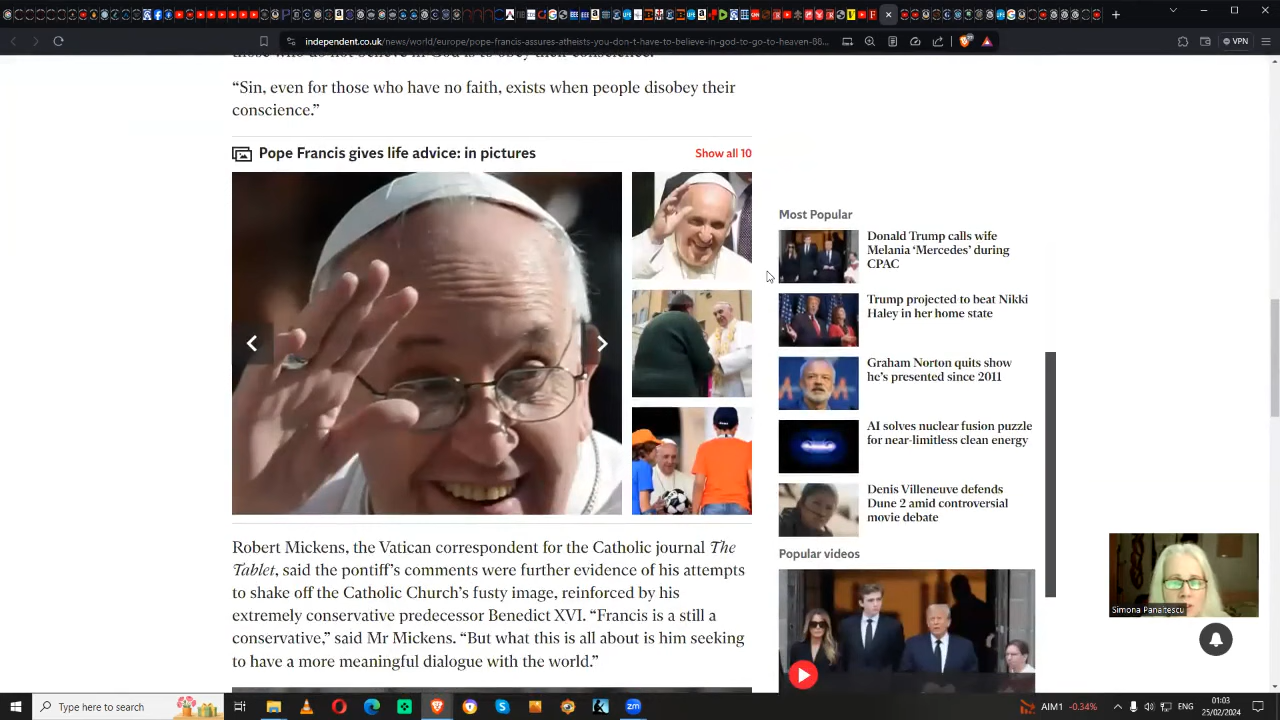 independent.co.uk/news/world/europe/pope-francis-assures-atheists-you-don-t-have-to-believe-in-god-to-go-to-heaven-88...
VPN
“Sin, even for those who have no faith, exists when people disobey their
conscience.”
Pope Francis gives life advice: in pictures
Show all 10
Robert Mickens, the Vatican correspondent for the Catholic journal The
Tablet, said the pontiff’s comments were further evidence of his attempts
to shake off the Catholic Church’s fusty image, reinforced by his
extremely conservative predecessor Benedict XVI. “Francis is a still a
conservative,” said Mr Mickens. “But what this is all about is him seeking
to have a more meaningful dialogue with the world.”
Most Popular
Donald Trump calls wife
Melania ‘Mercedes’ during
CPAC
Trump projected to beat Nikki
Haley in her home state
Graham Norton quits show
he’s presented since 2011
AI solves nuclear fusion puzzle
for near-limitless clean energy
Denis Villeneuve defends
Dune 2 amid controversial
movie debate
Popular videos
Simona Panaitescu
Type here to search
AIM1 -0.34%
ENG
01:03
25/02/2024